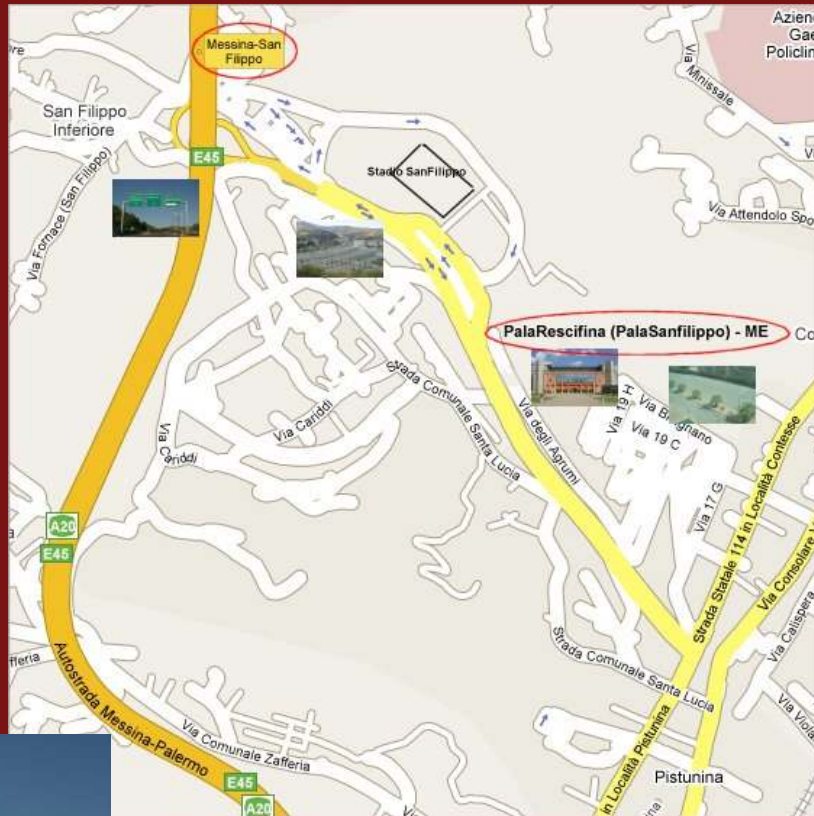 Azien
Gae
Policlin
Messina-San
Filippo
ore
Via Minissale
San Filippo
Inferiore
E45
Via Fornace (San Filippo)
Stadio SanFilippo
Via Attendolo Spo
PalaRescifina (PalaSanfilippo) - ME
Co
Strada Comunale Santa Lucia
Via degli Agrumi
Via 19 H
Via 19 C
Via Cariddi
Via Cariddi
Via 17 G
Strada Statale 114 in Località Contesse
Via Consolare V
A20
E45
Via Calispera
Strada Comunale Santa Lucia
Zafferia
Autostrada Messina-Palermo
Via Comunale Zafferia
in Località Pistunina
Via Viola
Pistunina
E45
A20